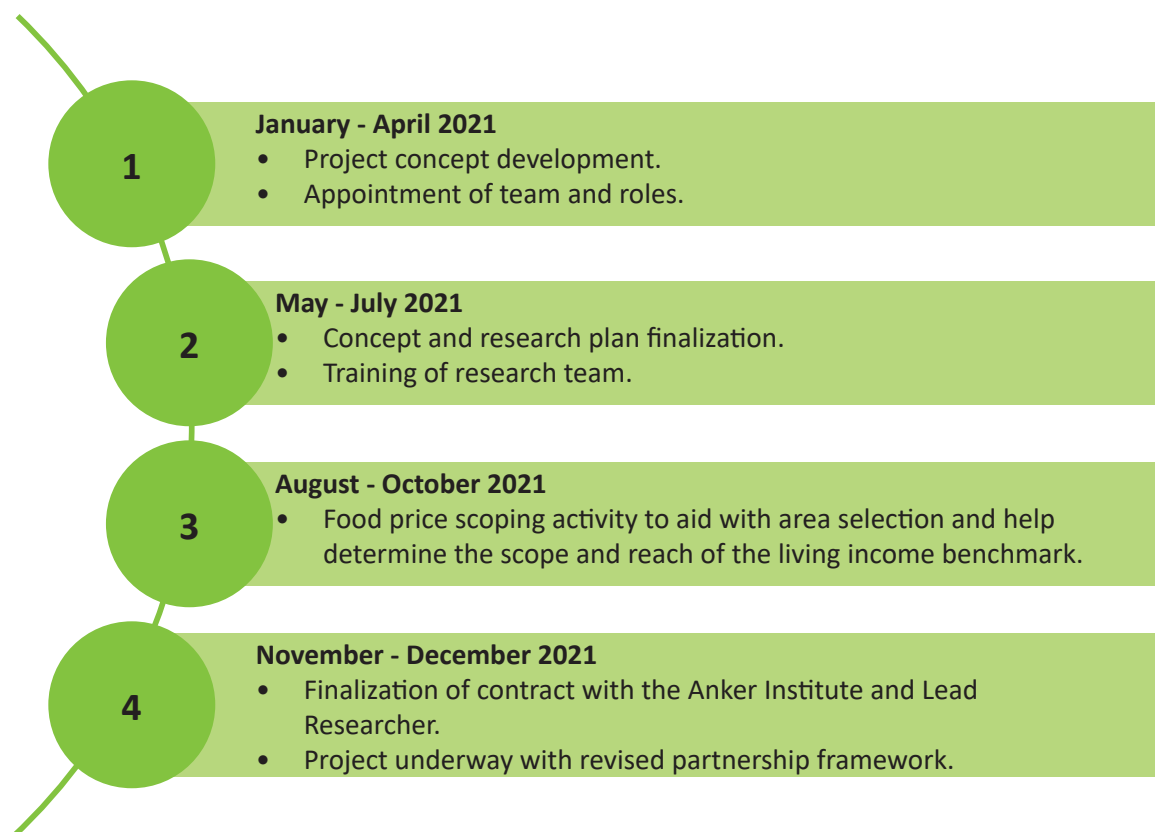 1
January - April 2021
• Project concept development.
• Appointment of team and roles.
2
May - July 2021
• Concept and research plan finalization.
• Training of research team.
3
August - October 2021
• Food price scoping activity to aid with area selection and help
determine the scope and reach of the living income benchmark.
4
November - December 2021
• Finalization of contract with the Anker Institute and Lead
Researcher.
• Project underway with revised partnership framework.